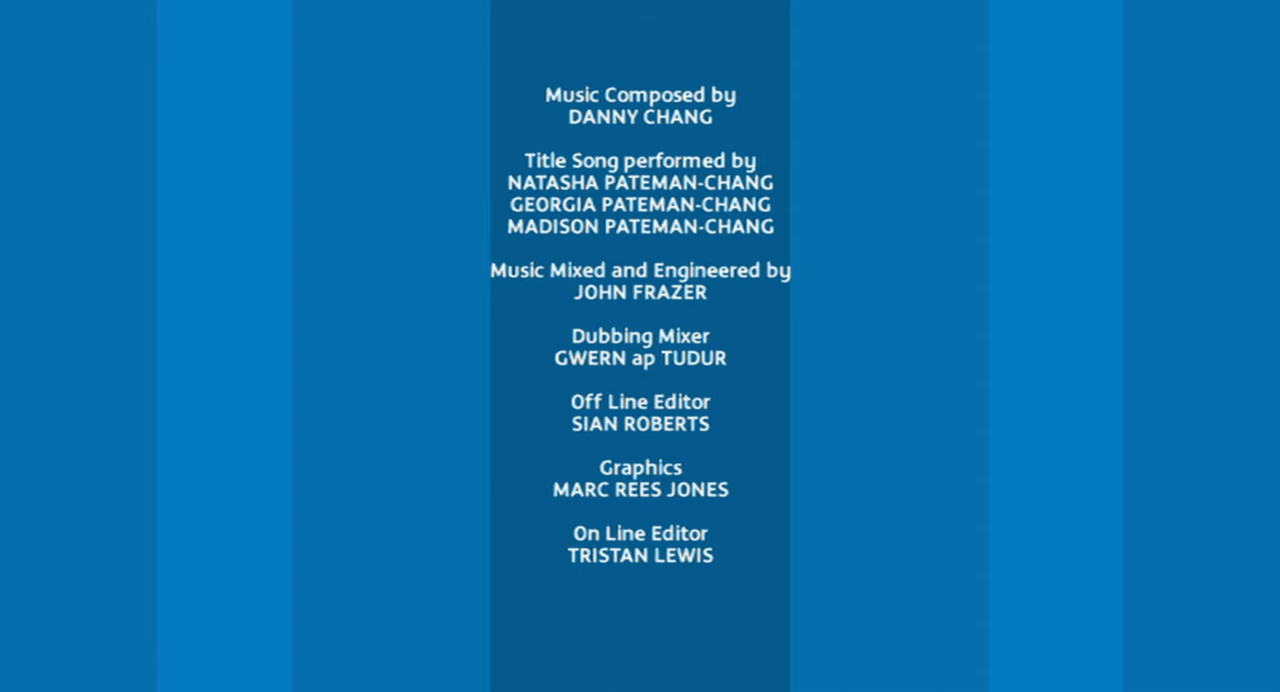 Music Composed by
DANNY CHANG
Title Song performed by
NATASHA PATEMAN-CHANG
GEORGIA PATEMAN-CHANG
MADISON PATEMAN-CHANG
Music Mixed and Engineered by
JOHN FRAZER
Dubbing Mixer
GWERN ap TUDUR
Off Line Editor
SIAN ROBERTS
Graphics
MARC REES JONES
On Line Editor
TRISTAN LEWIS